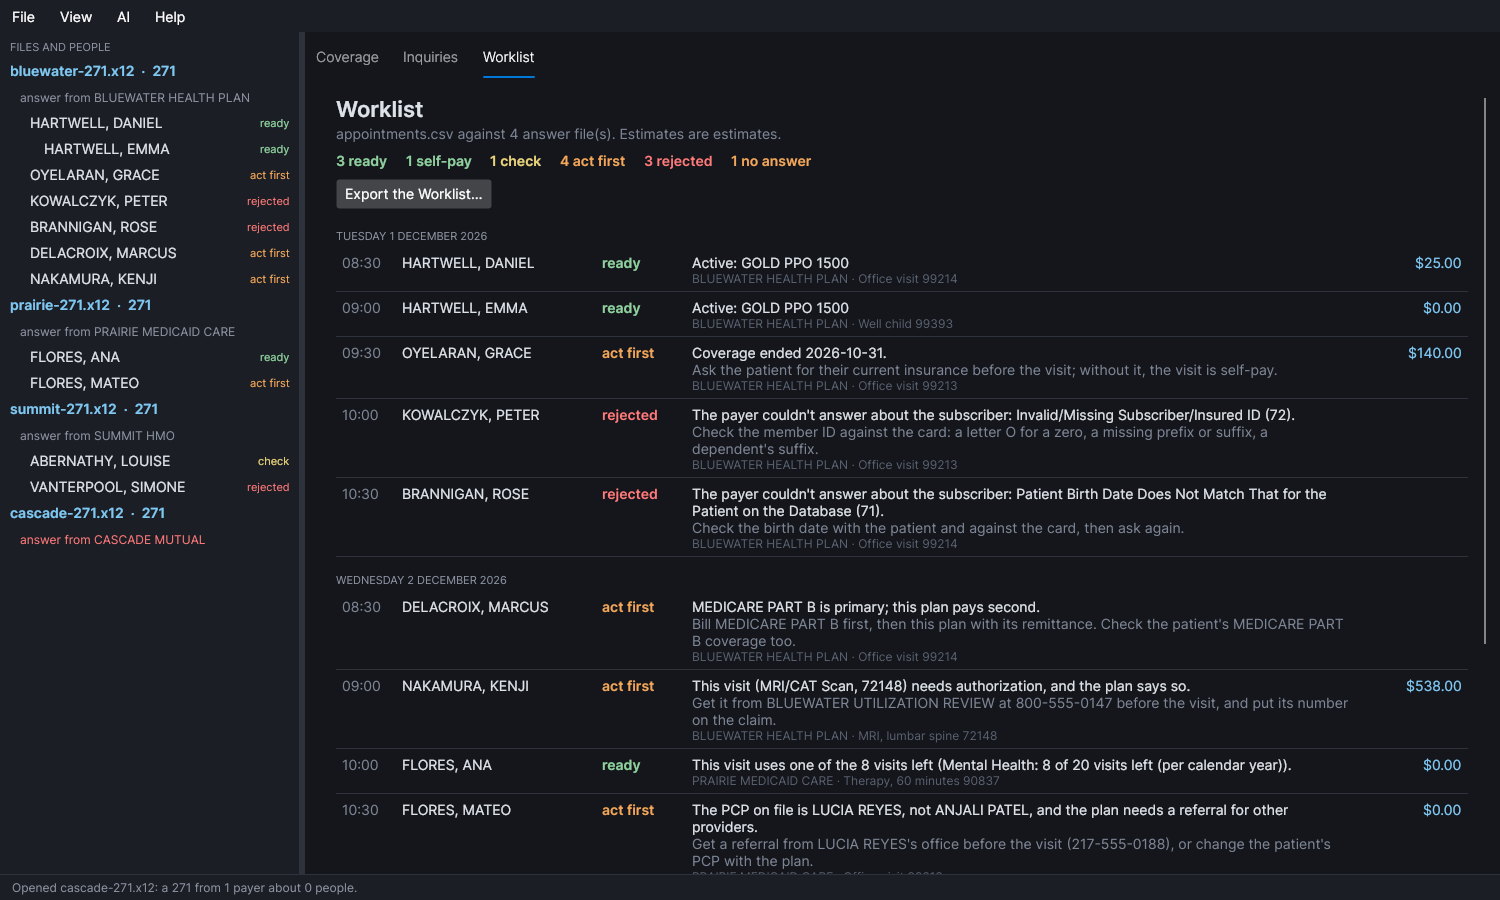 File View AI Help
FILES AND PEOPLE
bluewater-271.x12 · 271
answer from BLUEWATER HEALTH PLAN
HARTWELL, DANIEL ready
HARTWELL, EMMA ready
OYELARAN, GRACE act first
KOWALCZYK, PETER rejected
BRANNIGAN, ROSE rejected
DELACROIX, MARCUS act first
NAKAMURA, KENJI act first
prairie-271.x12 · 271
answer from PRAIRIE MEDICAID CARE
FLORES, ANA ready
FLORES, MATEO act first
summit-271.x12 · 271
answer from SUMMIT HMO
ABERNATHY, LOUISE check
VANTERPOOL, SIMONE rejected
cascade-271.x12 · 271
answer from CASCADE MUTUAL
Coverage Inquiries Worklist
Worklist
appointments.csv against 4 answer file(s). Estimates are estimates.
3 ready 1 self-pay 1 check 4 act first 3 rejected 1 no answer
Export the Worklist...
TUESDAY 1 DECEMBER 2026
08:30 HARTWELL, DANIEL ready Active: GOLD PPO 1500 $25.00
BLUEWATER HEALTH PLAN · Office visit 99214
09:00 HARTWELL, EMMA ready Active: GOLD PPO 1500 $0.00
BLUEWATER HEALTH PLAN · Well child 99393
09:30 OYELARAN, GRACE act first Coverage ended 2026-10-31. $140.00
Ask the patient for their current insurance before the visit; without it, the visit is self-pay.
BLUEWATER HEALTH PLAN · Office visit 99213
10:00 KOWALCZYK, PETER rejected The payer couldn't answer about the subscriber: Invalid/Missing Subscriber/Insured ID (72).
Check the member ID against the card: a letter O for a zero, a missing prefix or suffix, a
dependent's suffix.
BLUEWATER HEALTH PLAN · Office visit 99213
10:30 BRANNIGAN, ROSE rejected The payer couldn't answer about the subscriber: Patient Birth Date Does Not Match That for the
Patient on the Database (71).
Check the birth date with the patient and against the card, then ask again.
BLUEWATER HEALTH PLAN · Office visit 99214
WEDNESDAY 2 DECEMBER 2026
08:30 DELACROIX, MARCUS act first MEDICARE PART B is primary; this plan pays second.
Bill MEDICARE PART B first, then this plan with its remittance. Check the patient's MEDICARE PART
B coverage too.
BLUEWATER HEALTH PLAN · Office visit 99214
09:00 NAKAMURA, KENJI act first This visit (MRI/CAT Scan, 72148) needs authorization, and the plan says so. $538.00
Get it from BLUEWATER UTILIZATION REVIEW at 800-555-0147 before the visit, and put its number
on the claim.
BLUEWATER HEALTH PLAN · MRI, lumbar spine 72148
10:00 FLORES, ANA ready This visit uses one of the 8 visits left (Mental Health: 8 of 20 visits left (per calendar year)). $0.00
PRAIRIE MEDICAID CARE · Therapy, 60 minutes 90837
10:30 FLORES, MATEO act first The PCP on file is LUCIA REYES, not ANJALI PATEL, and the plan needs a referral for other $0.00
providers.
Get a referral from LUCIA REYES's office before the visit (217-555-0188), or change the patient's
PCP with the plan.
Opened cascade-271.x12: a 271 from 1 payer about 0 people.